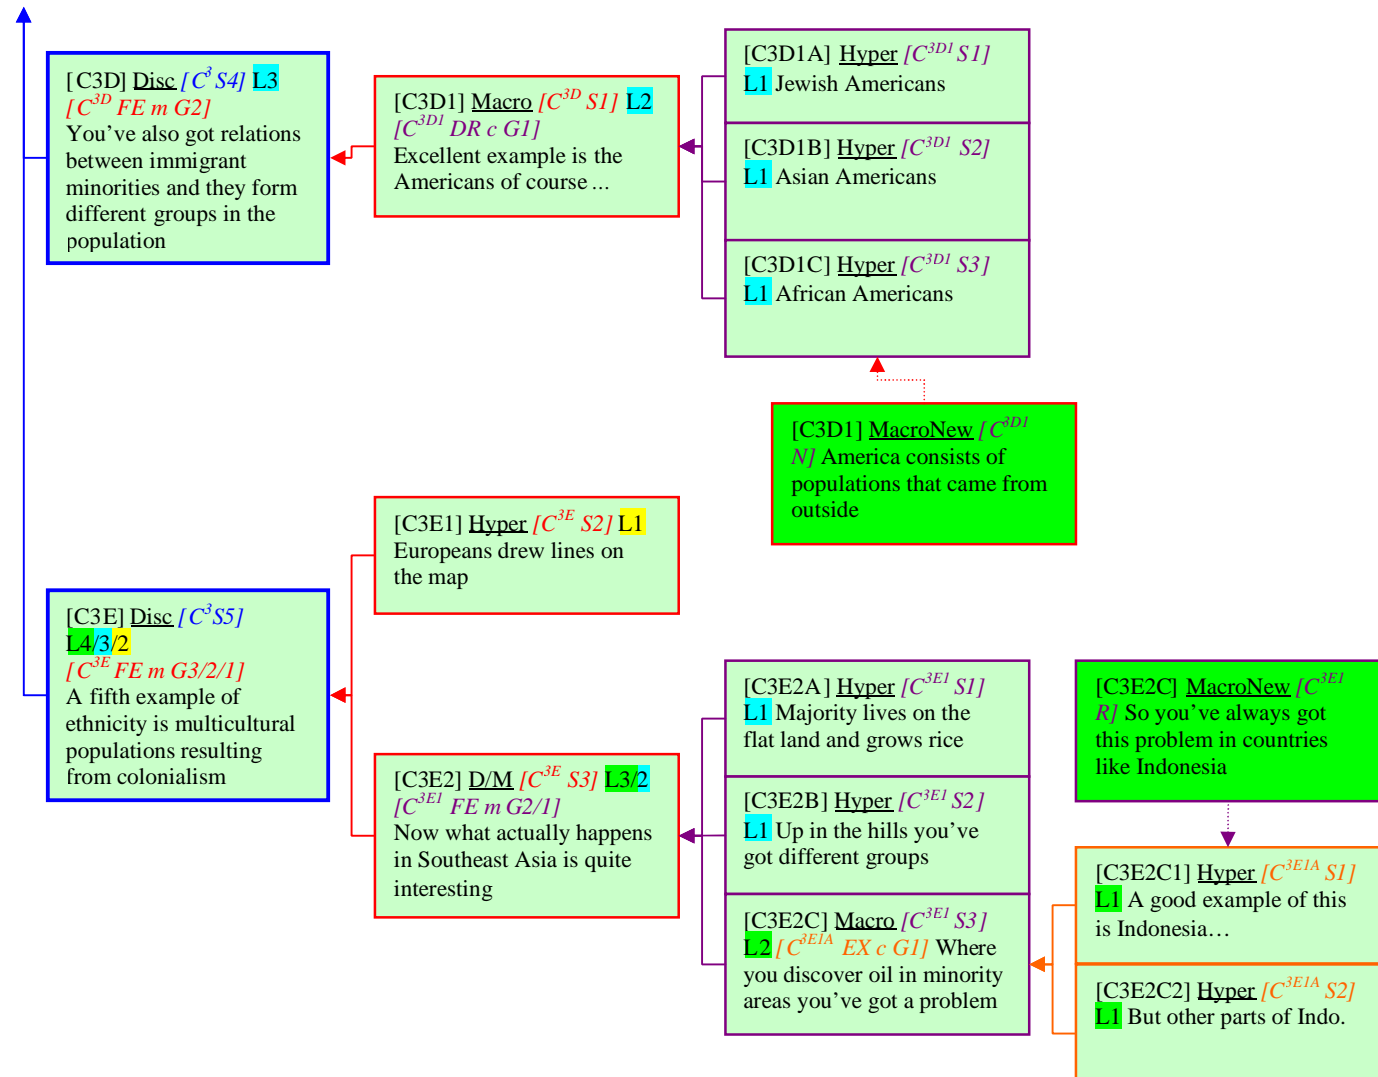 [C3D] Disc [C3 S4] L3
[C3D FE m G2]
You've also got relations
between immigrant
minorities and they form
different groups in the
population
[C3D1] Macro [C3D S1] L2
[C3D1 DR c G1]
Excellent example is the
Americans of course ...
[C3D1A] Hyper [C3D1 S1]
L1 Jewish Americans
[C3D1B] Hyper [C3D1 S2]
L1 Asian Americans
[C3D1C] Hyper [C3D1 S3]
L1 African Americans
[C3D1] MacroNew [C3D1
N] America consists of
populations that came from
outside
[C3E] Disc [C3S5]
L4/3/2
[C3E FE m G3/2/1]
A fifth example of
ethnicity is multicultural
populations resulting
from colonialism
[C3E1] Hyper [C3E S2] L1
Europeans drew lines on
the map
[C3E2] D/M [C3E S3] L3/2
[C3E1 FE m G2/1]
Now what actually happens
in Southeast Asia is quite
interesting
[C3E2A] Hyper [C3E1 S1]
L1 Majority lives on the
flat land and grows rice
[C3E2B] Hyper [C3E1 S2]
L1 Up in the hills you've
got different groups
[C3E2C] Macro [C3E1 S3]
L2 [C3E1A EX c G1] Where
you discover oil in minority
areas you've got a problem
[C3E2C] MacroNew [C3E1
R] So you've always got
this problem in countries
like Indonesia
[C3E2C1] Hyper [C3E1A S1]
L1 A good example of this
is Indonesia…
[C3E2C2] Hyper [C3E1A S2]
L1 But other parts of Indo.